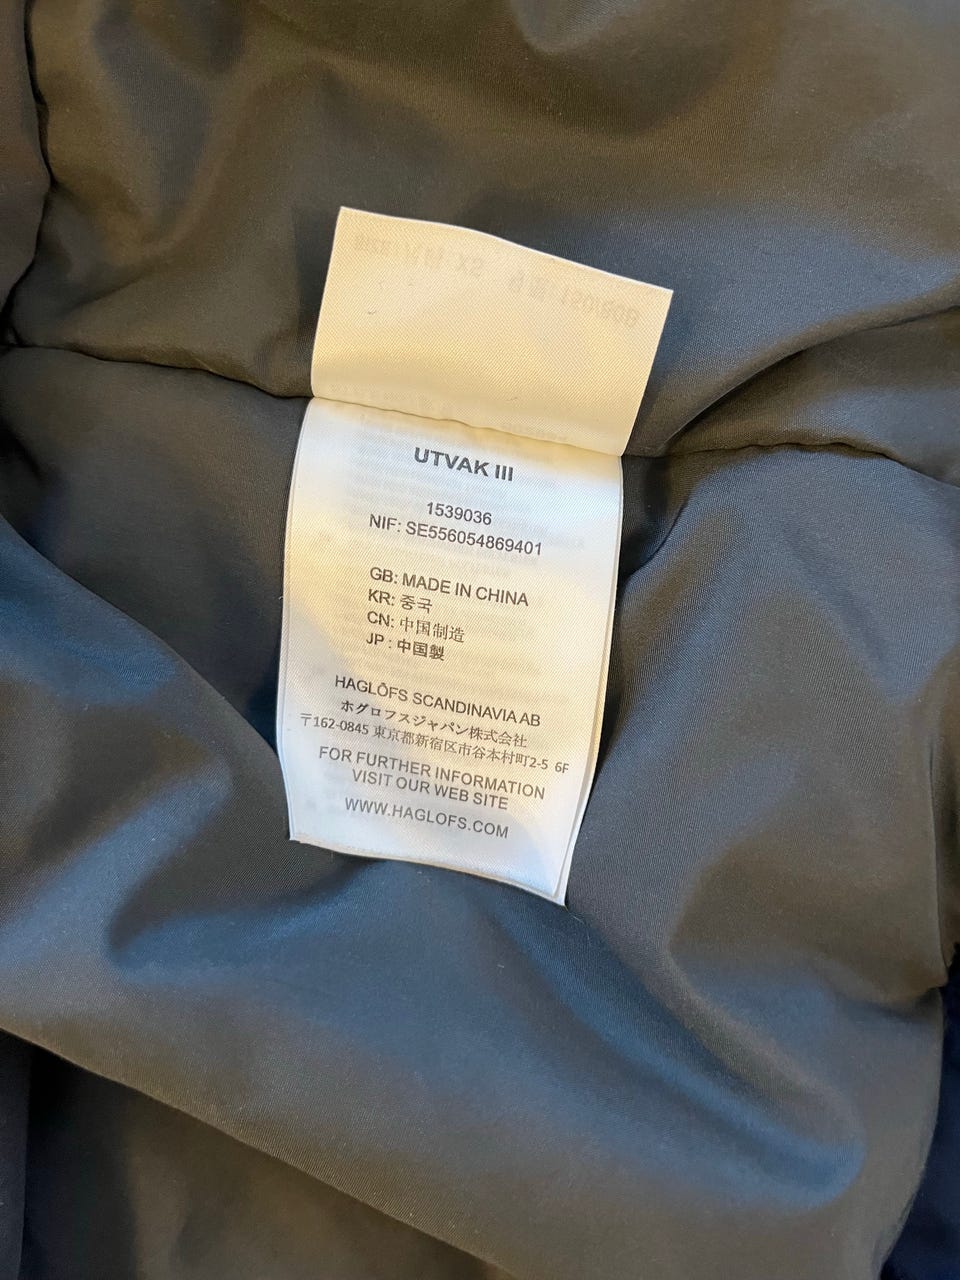 UTVAK III
1539036
NIF: SE556054869401
GB: MADE IN CHINA
KR: 중국
CN: 中国制造
JP : 中国製
HAGLÖFS SCANDINAVIA AB
ホグロフスジャパン株式会社
〒162-0845 東京都新宿区市谷本村町2-5 6F
FOR FURTHER INFORMATION
VISIT OUR WEB SITE
WWW.HAGLOFS.COM